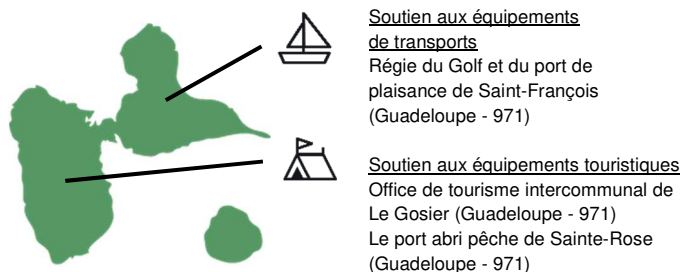 Soutien aux équipements
de transports
Régie du Golf et du port de
plaisance de Saint-François
(Guadeloupe - 971)
Soutien aux équipements touristiques
Office de tourisme intercommunal de
Le Gosier (Guadeloupe - 971)
Le port abri pêche de Sainte-Rose
(Guadeloupe - 971)